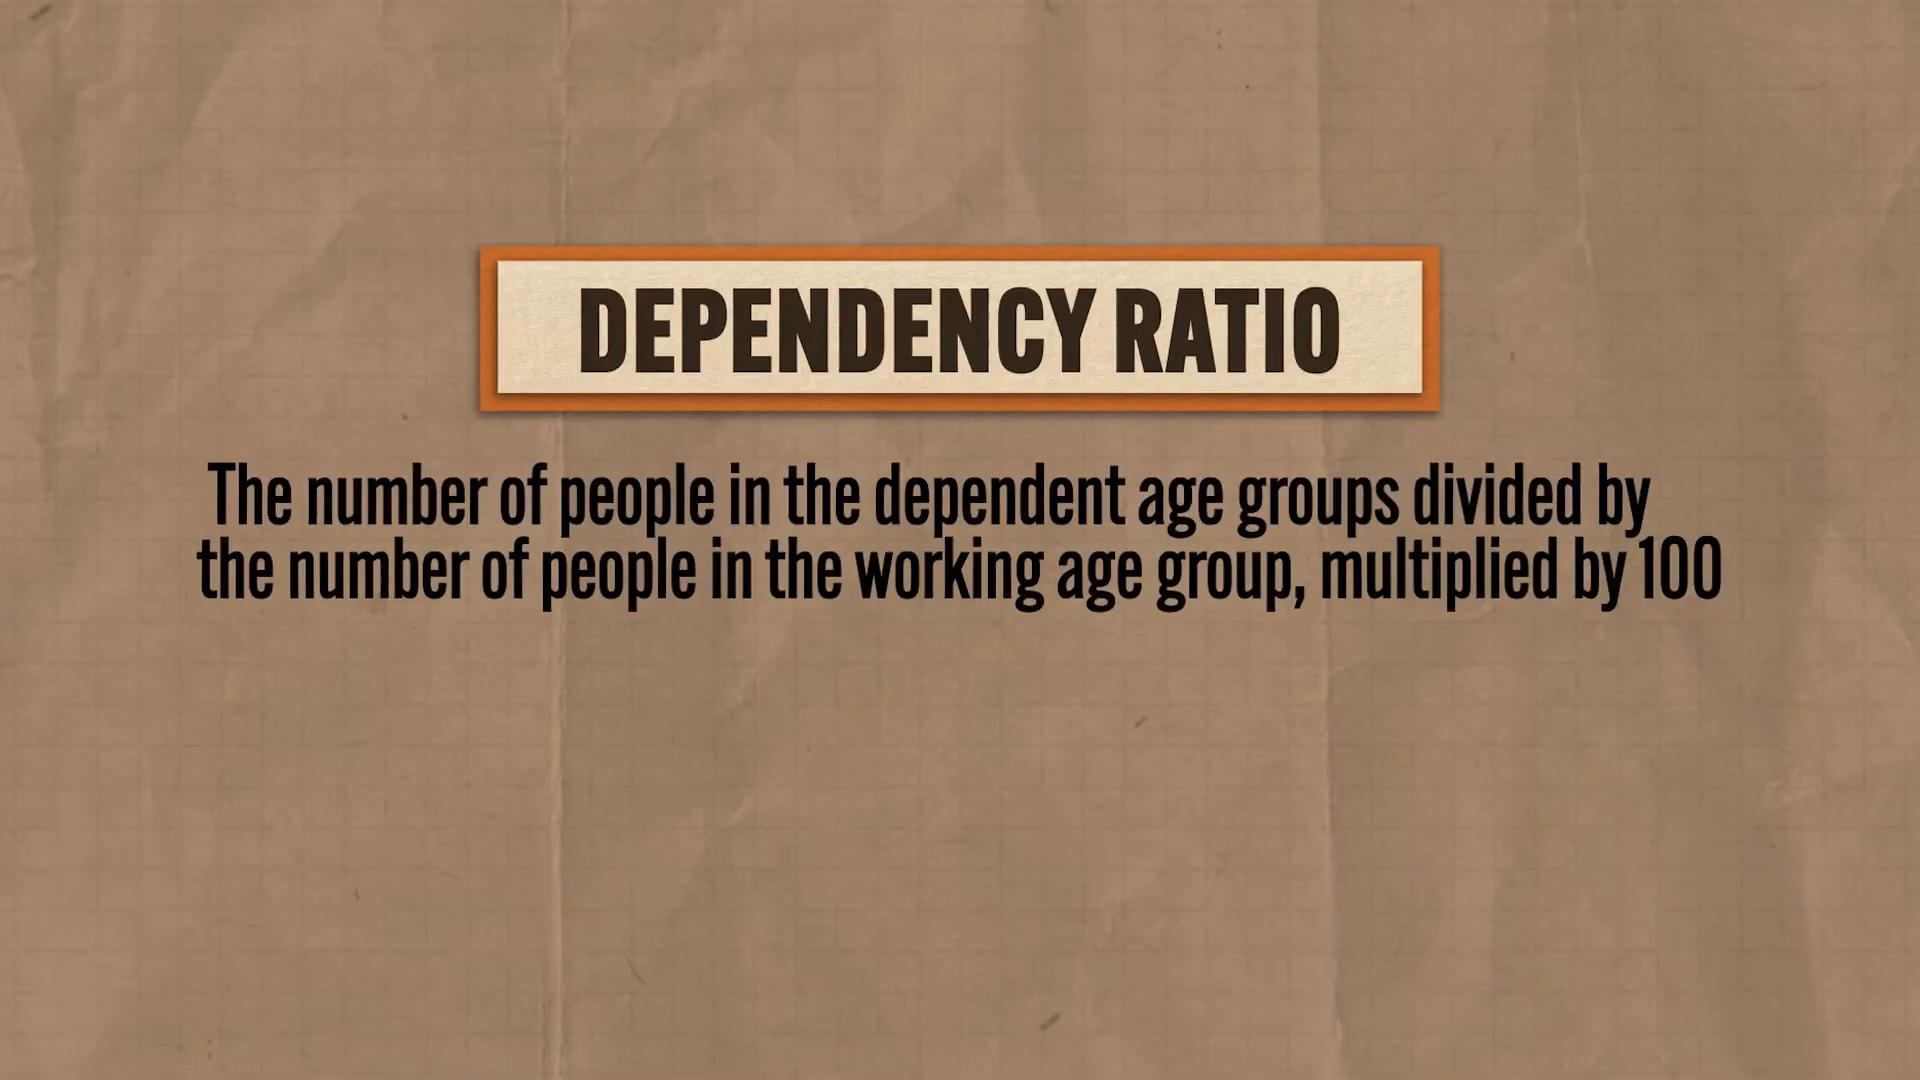 DEPENDENCY RATIO
The number of people in the dependent age groups divided by
the number of people in the working age group, multiplied by 100